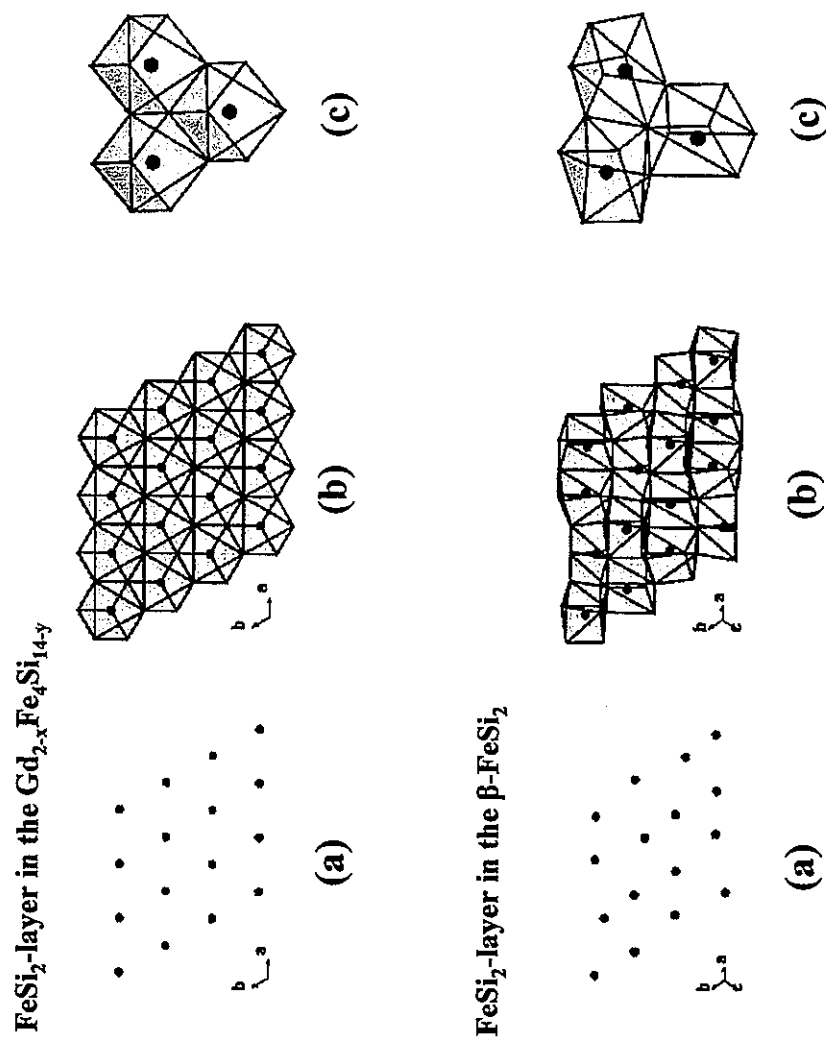 FeSi₂-layer in the Gd₂₋ₓFe₄Si₁₄₋ᵧ
b
a
b
a
(a)
(b)
(c)
FeSi₂-layer in the β-FeSi₂
b
a
c
b
a
c
(a)
(b)
(c)